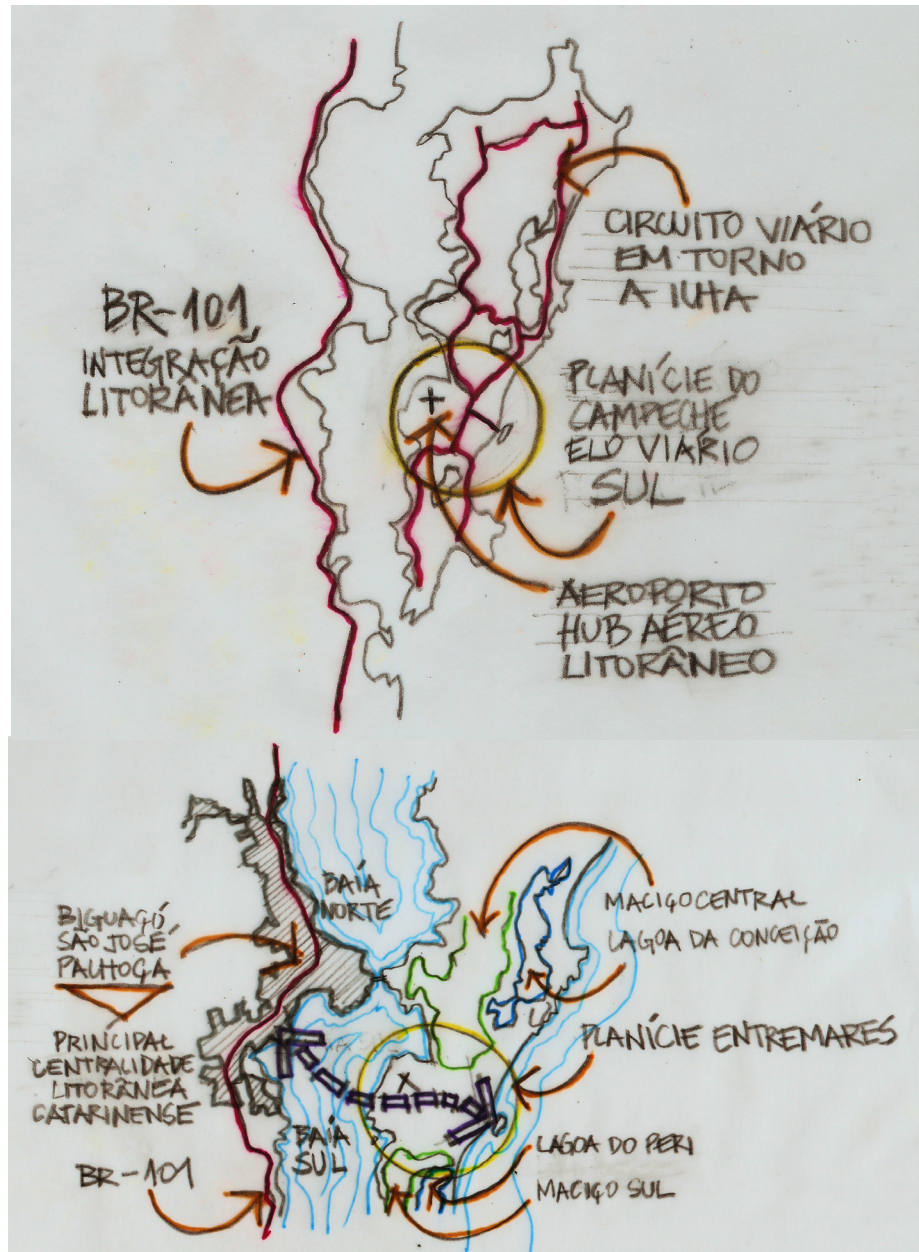 CIRCUITO VIÁRIO
EM TORNO
A ILHA
BR-101
INTEGRAÇÃO
LITORÂNEA
PLANÍCIE DO
CAMPECHE
ELO VIÁRIO
SUL
AEROPORTO
HUB AÉREO
LITORÂNEO
BAÍA
NORTE
MACIÇO CENTRAL
LAGOA DA CONCEIÇÃO
BIGUAÇÚ,
SÃO JOSÉ,
PALHOÇA
PLANÍCIE ENTREMARES
PRINCIPAL
CENTRALIDADE
LITORÂNEA
CATARINENSE
BAÍA
SUL
LAGOA DO PERI
MACIÇO SUL
BR-101